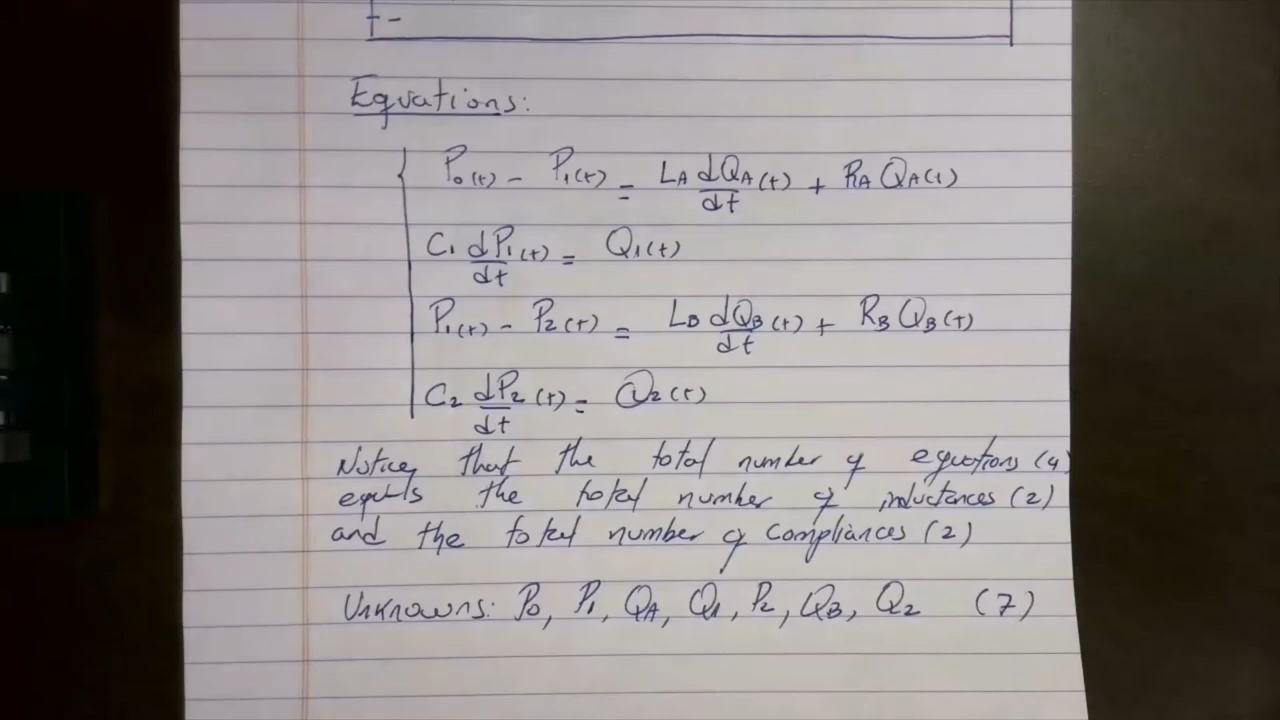 + -
Equations:
P0(t) - P1(t) = LA dQA(t)/dt + RA QA(t)
C1 dP1(t)/dt = Q1(t)
P1(t) - P2(t) = LB dQB(t)/dt + RB QB(t)
C2 dP2(t)/dt = Q2(t)
Notice that the total number of equations (4)
equals the total number of inductances (2)
and the total number of compliances (2)
Unknowns: P0, P1, QA, Q1, P2, QB, Q2 (7)